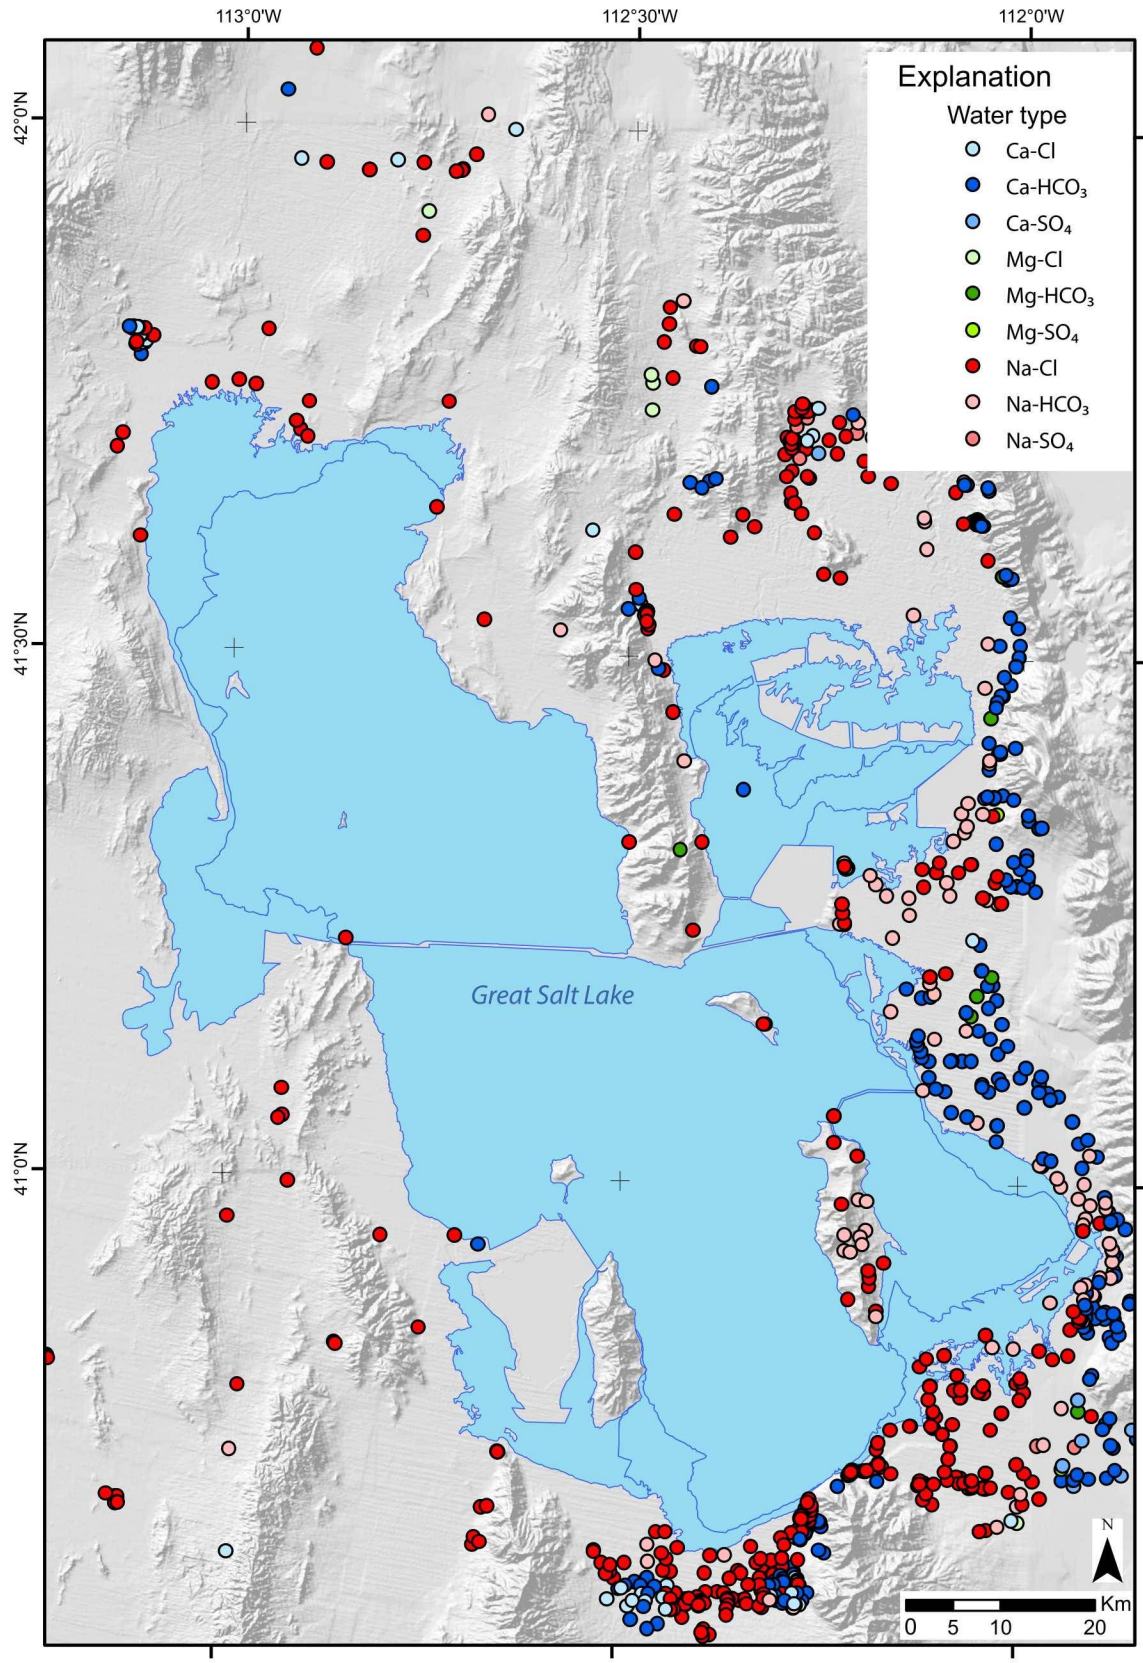 113°0'W 112°30'W 112°0'W
42°0'N
41°30'N
41°0'N
Explanation
Water type
Ca-Cl
Ca-HCO₃
Ca-SO₄
Mg-Cl
Mg-HCO₃
Mg-SO₄
Na-Cl
Na-HCO₃
Na-SO₄
Great Salt Lake
N
Km
0 5 10 20